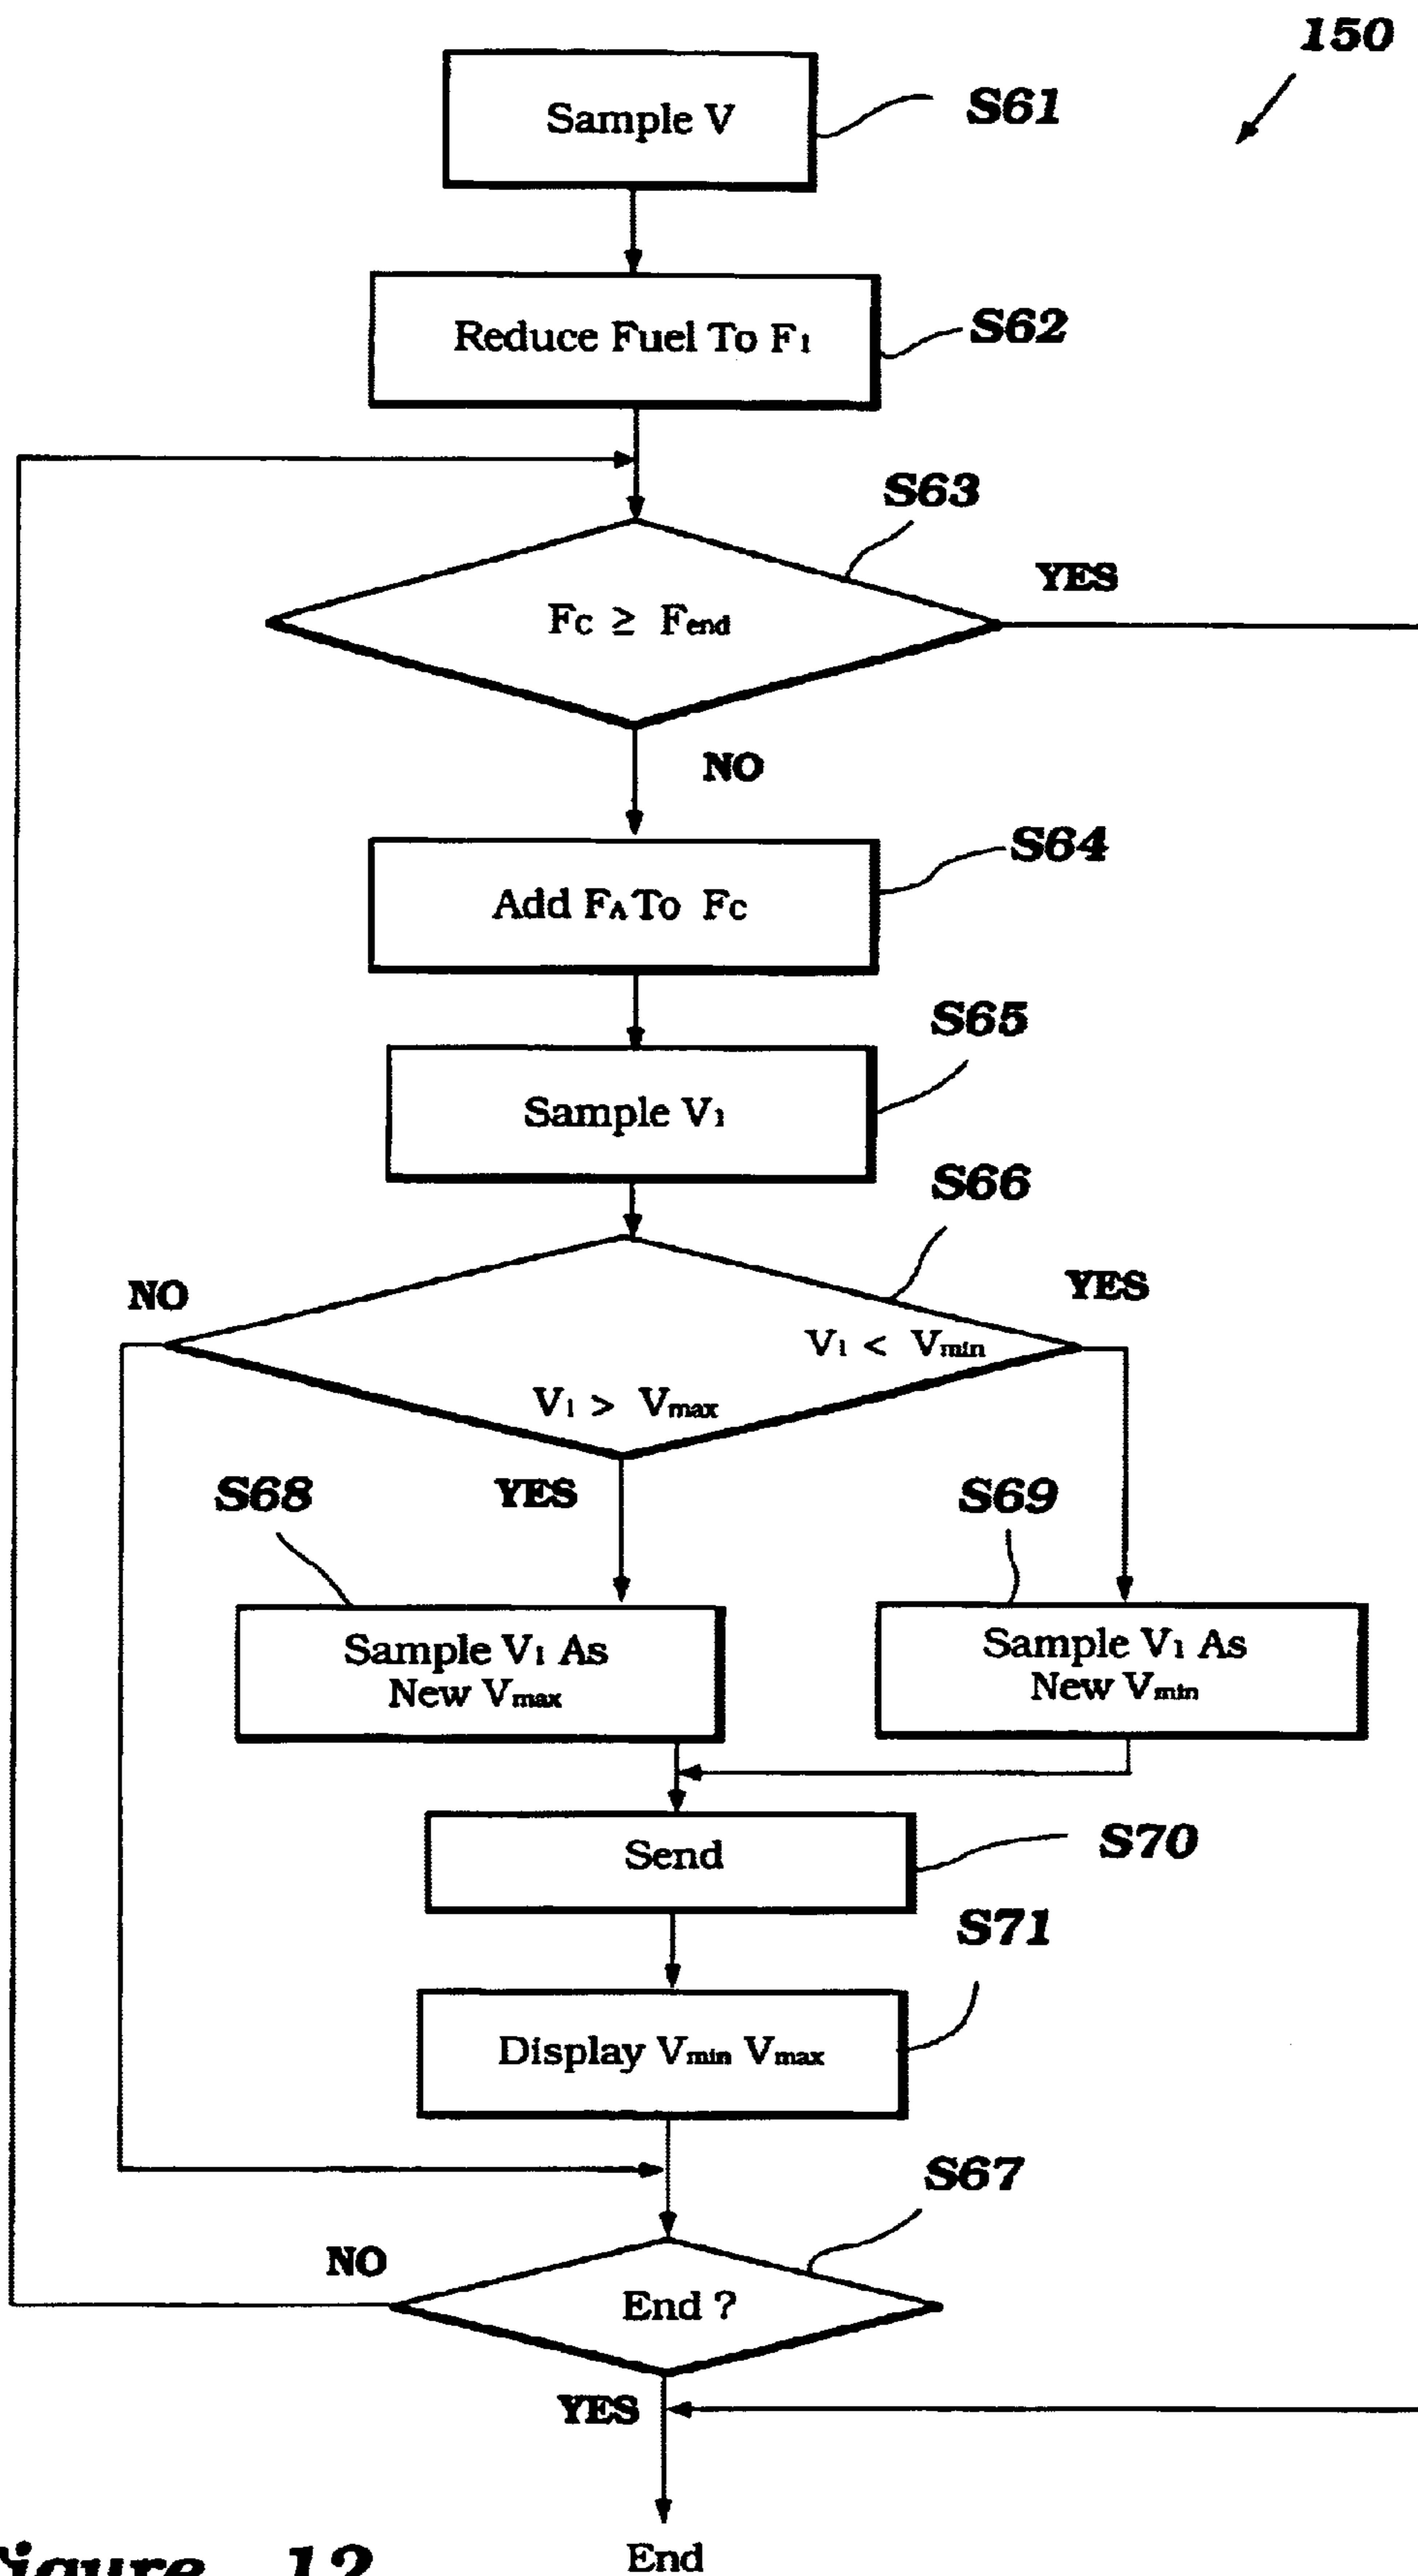 150
Sample V
S61
Reduce Fuel To F1
S62
S63
YES
FC ≥ Fend
NO
S64
Add FA To FC
S65
Sample V1
S66
NO
YES
V1 < Vmin
V1 > Vmax
S68
YES
S69
Sample V1 As
New Vmax
Sample V1 As
New Vmin
Send
S70
S71
Display Vmin Vmax
S67
NO
End ?
YES
End
igure 12